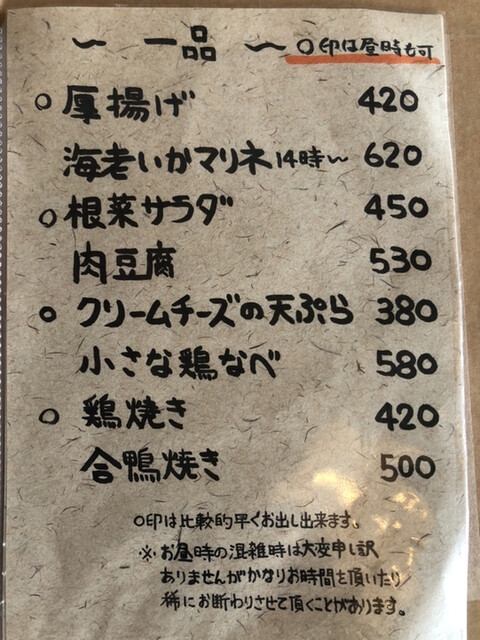 ～ 一品 ～ ○印は昼時も可
○厚揚げ 420
海老いかマリネ14時～ 620
○根菜サラダ 450
肉豆腐 530
○クリームチーズの天ぷら 380
小さな鶏なべ 580
○鶏焼き 420
合鴨焼き 500
○印は比較的早くお出し出来ます。
※お昼時の混雑時は大変申し訳
ありませんがかなりお時間を頂いたり
稀にお断わりさせて頂くことがあります。